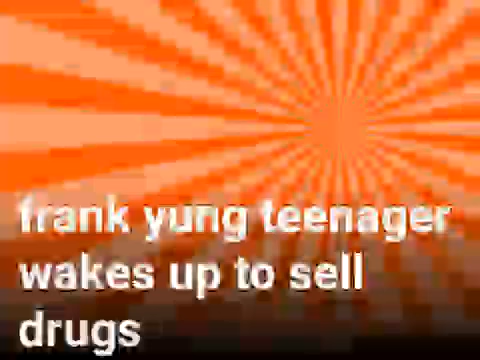 frank yung teenager
wakes up to sell
drugs